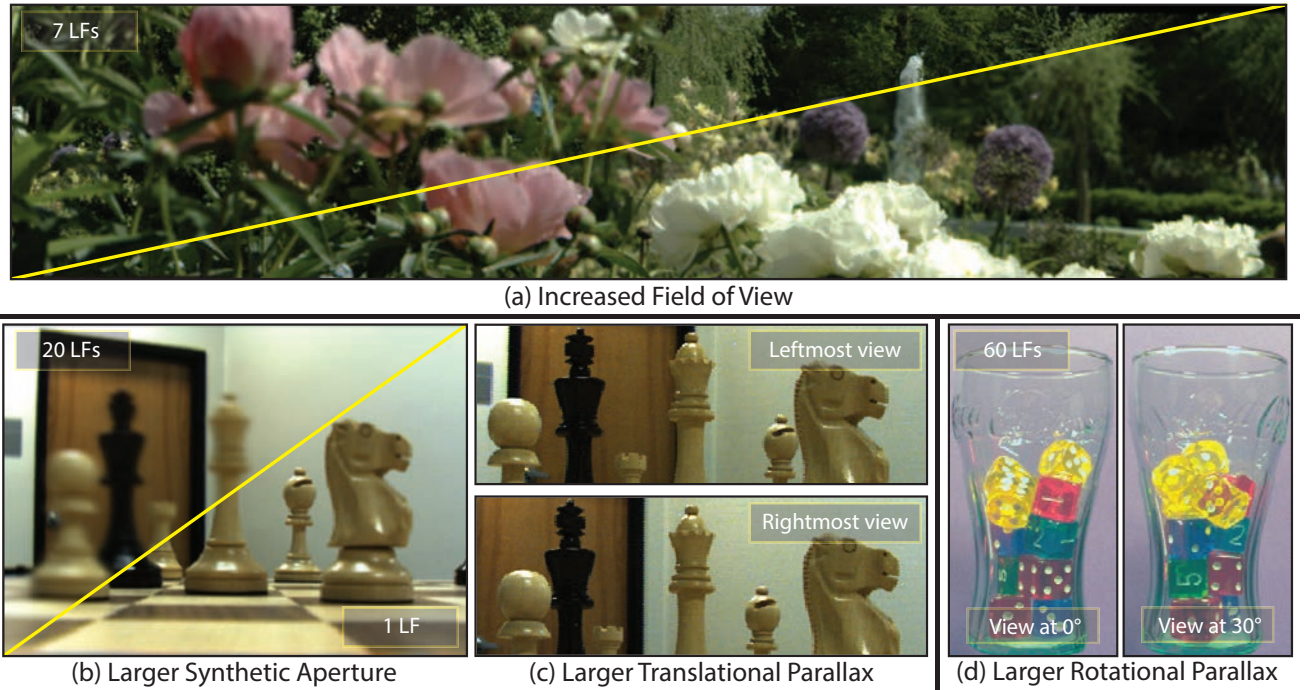 7 LFs
(a) Increased Field of View
20 LFs
1 LF
(b) Larger Synthetic Aperture
Leftmost view
Rightmost view
(c) Larger Translational Parallax
60 LFs
View at 0°
View at 30°
(d) Larger Rotational Parallax